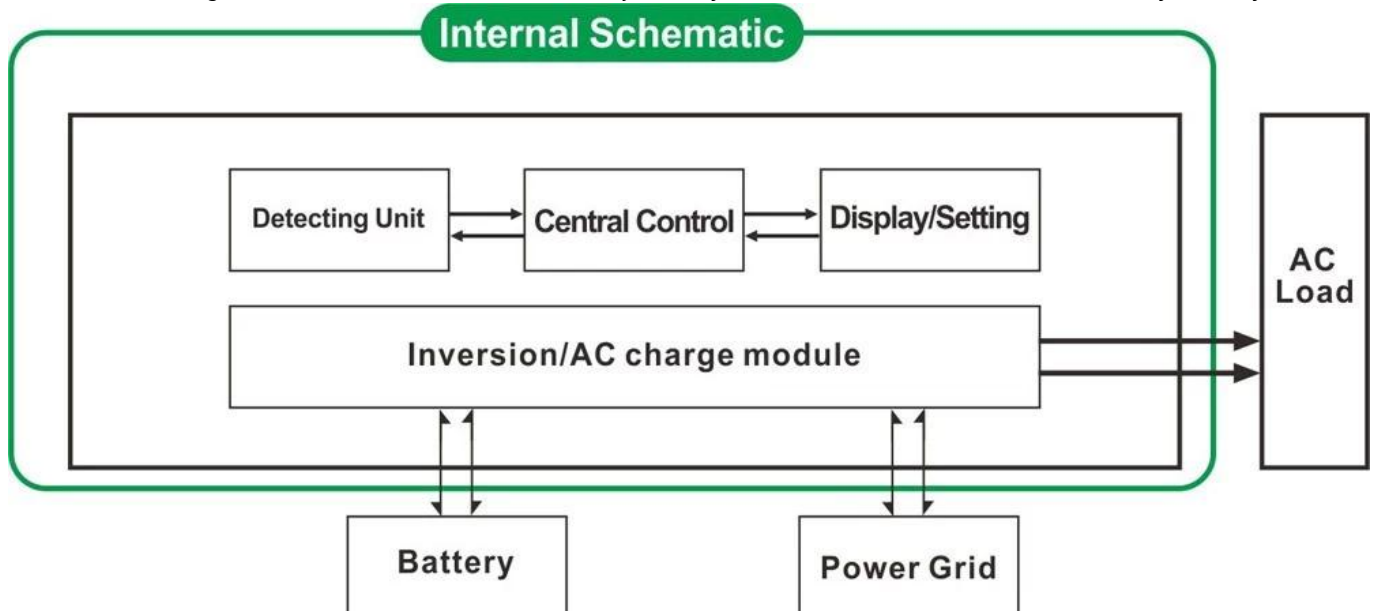 Internal Schematic
Detecting Unit
Central Control
Display/Setting
AC
Load
Inversion/AC charge module
Battery
Power Grid